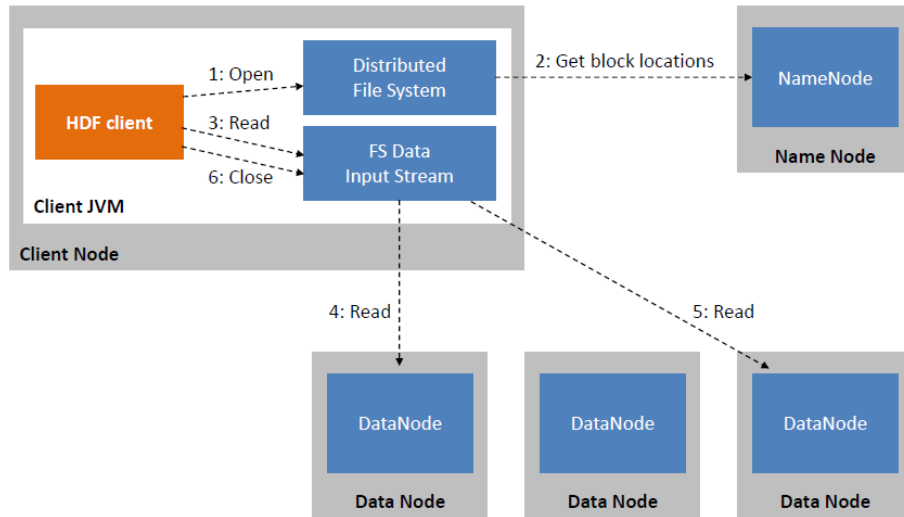 1: Open
Distributed
File System
2: Get block locations
NameNode
HDF client
3: Read
FS Data
Input Stream
6: Close
Name Node
Client JVM
Client Node
4: Read
5: Read
DataNode
DataNode
DataNode
Data Node
Data Node
Data Node